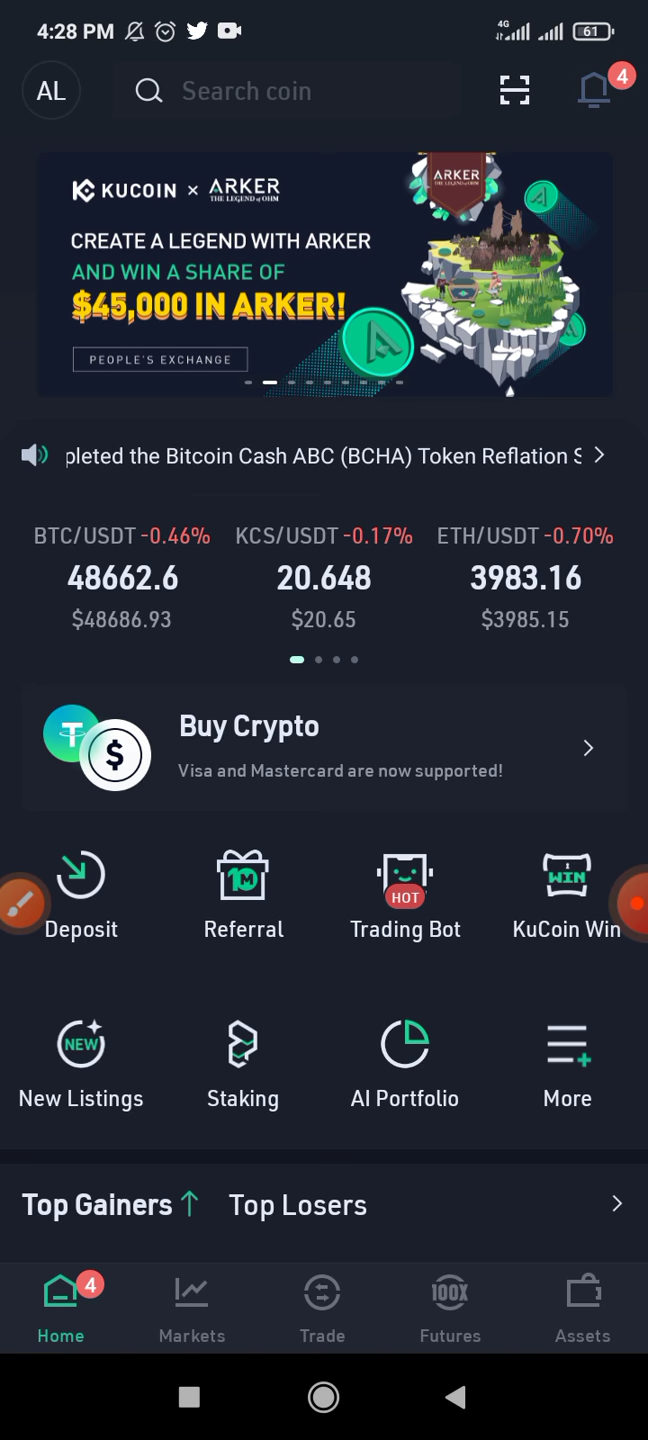 4:28 PM
4G
61
AL
Search coin
4
KUCOIN × ARKER
THE LEGEND of OHM
ARKER
THE LEGEND of OHM
CREATE A LEGEND WITH ARKER
AND WIN A SHARE OF
$45,000 IN ARKER!
PEOPLE'S EXCHANGE
pleted the Bitcoin Cash ABC (BCHA) Token Reflation S
BTC/USDT -0.46%
48662.6
$48686.93
KCS/USDT -0.17%
20.648
$20.65
ETH/USDT -0.70%
3983.16
$3985.15
Buy Crypto
Visa and Mastercard are now supported!
Deposit
10M
Referral
HOT
Trading Bot
WIN
KuCoin Win
NEW
New Listings
Staking
AI Portfolio
More
Top Gainers ↑ Top Losers
4
Home
Markets
Trade
100X
Futures
Assets